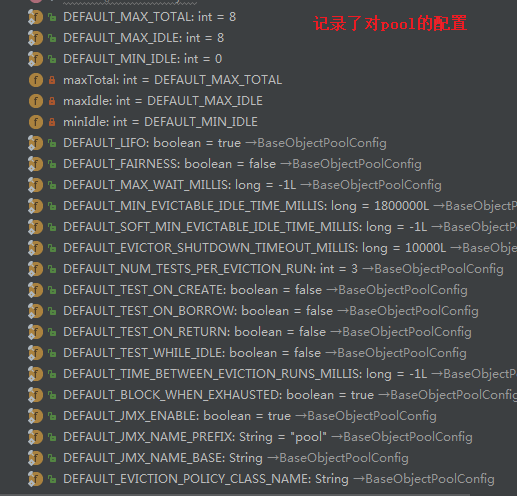 DEFAULT_MAX_TOTAL: int = 8
记录了对pool的配置
DEFAULT_MAX_IDLE: int = 8
DEFAULT_MIN_IDLE: int = 0
maxTotal: int = DEFAULT_MAX_TOTAL
maxIdle: int = DEFAULT_MAX_IDLE
minIdle: int = DEFAULT_MIN_IDLE
DEFAULT_LIFO: boolean = true →BaseObjectPoolConfig
DEFAULT_FAIRNESS: boolean = false →BaseObjectPoolConfig
DEFAULT_MAX_WAIT_MILLIS: long = -1L →BaseObjectPoolConfig
DEFAULT_MIN_EVICTABLE_IDLE_TIME_MILLIS: long = 1800000L →BaseObjectPo
DEFAULT_SOFT_MIN_EVICTABLE_IDLE_TIME_MILLIS: long = -1L →BaseObjectP
DEFAULT_EVICTOR_SHUTDOWN_TIMEOUT_MILLIS: long = 10000L →BaseObjec
DEFAULT_NUM_TESTS_PER_EVICTION_RUN: int = 3 →BaseObjectPoolConfig
DEFAULT_TEST_ON_CREATE: boolean = false →BaseObjectPoolConfig
DEFAULT_TEST_ON_BORROW: boolean = false →BaseObjectPoolConfig
DEFAULT_TEST_ON_RETURN: boolean = false →BaseObjectPoolConfig
DEFAULT_TEST_WHILE_IDLE: boolean = false →BaseObjectPoolConfig
DEFAULT_TIME_BETWEEN_EVICTION_RUNS_MILLIS: long = -1L →BaseObjectP
DEFAULT_BLOCK_WHEN_EXHAUSTED: boolean = true →BaseObjectPoolConfig
DEFAULT_JMX_ENABLE: boolean = true →BaseObjectPoolConfig
DEFAULT_JMX_NAME_PREFIX: String = "pool" →BaseObjectPoolConfig
DEFAULT_JMX_NAME_BASE: String →BaseObjectPoolConfig
DEFAULT_EVICTION_POLICY_CLASS_NAME: String →BaseObjectPoolConfig